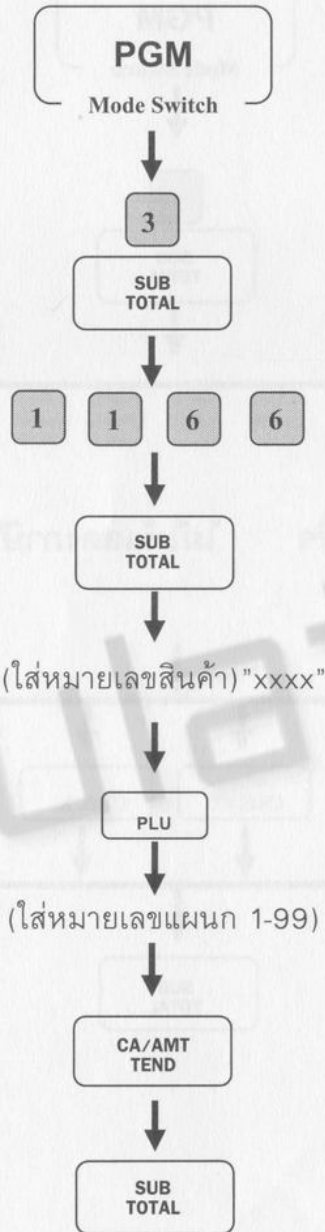 PGM
Mode Switch
3
SUB
TOTAL
1 1 6 6
SUB
TOTAL
(ใส่หมายเลขสินค้า) "xxxx"
PLU
(ใส่หมายเลขแผนก 1-99)
CA/AMT
TEND
SUB
TOTAL